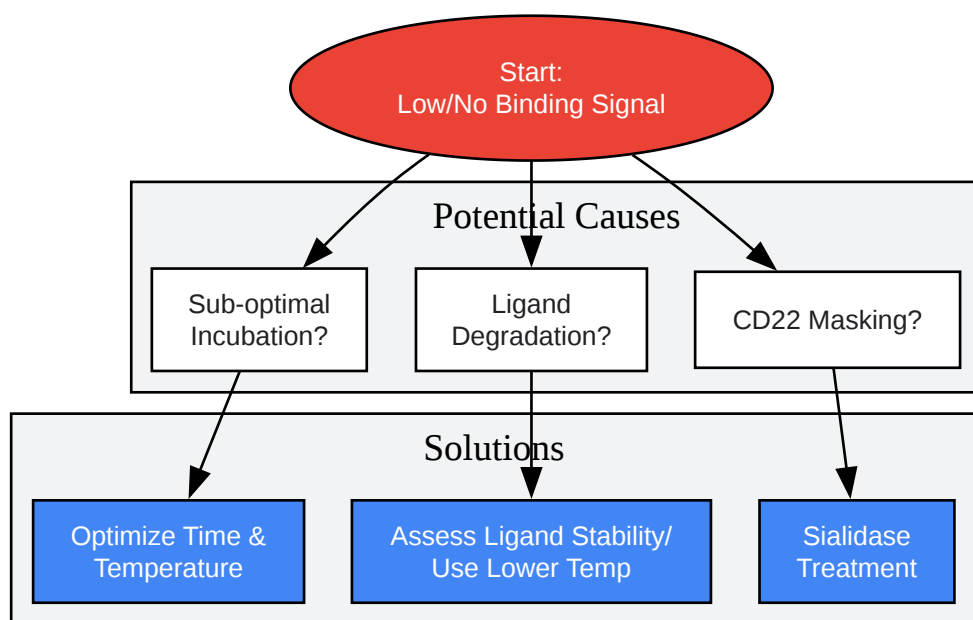 Start:
Low/No Binding Signal
Potential Causes
Sub-optimal
Incubation?
Ligand
Degradation?
CD22 Masking?
Solutions
Optimize Time &
Temperature
Assess Ligand Stability/
Use Lower Temp
Sialidase
Treatment